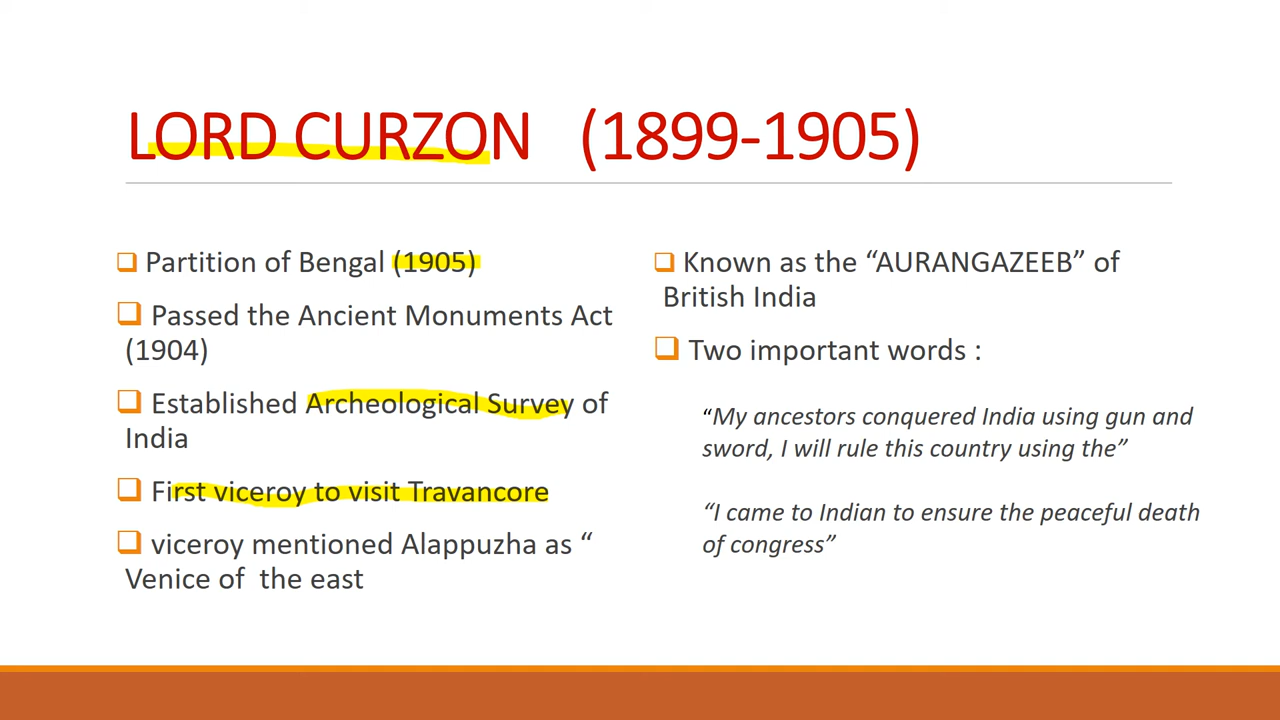 LORD CURZON (1899-1905)
Partition of Bengal (1905)
Passed the Ancient Monuments Act
(1904)
Established Archeological Survey of
India
First viceroy to visit Travancore
viceroy mentioned Alappuzha as “
Venice of the east
Known as the “AURANGAZEEB” of
British India
Two important words :
“My ancestors conquered India using gun and
sword, I will rule this country using the”
“I came to Indian to ensure the peaceful death
of congress”